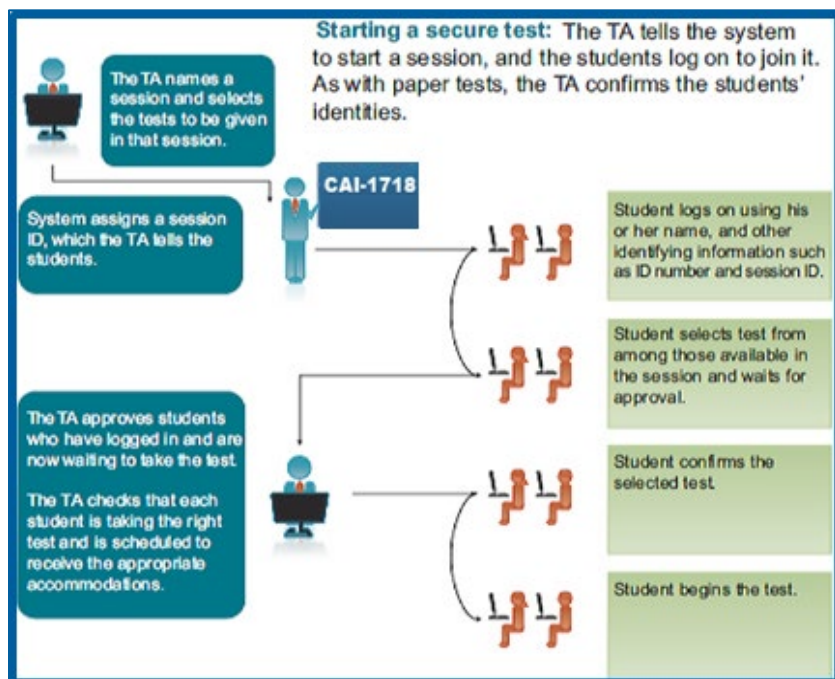 Starting a secure test: The TA tells the system
to start a session, and the students log on to join it.
As with paper tests, the TA confirms the students'
identities.
The TA names a
session and selects
the tests to be given
in that session.
CAI-1718
System assigns a session
ID, which the TA tells the
students.
Student logs on using his
or her name, and other
identifying information such
as ID number and session ID.
Student selects test from
among those available in
the session and waits for
approval.
The TA approves students
who have logged in and are
now waiting to take the test.
The TA checks that each
student is taking the right
test and is scheduled to
receive the appropriate
accommodations.
Student confirms the
selected test.
Student begins the test.